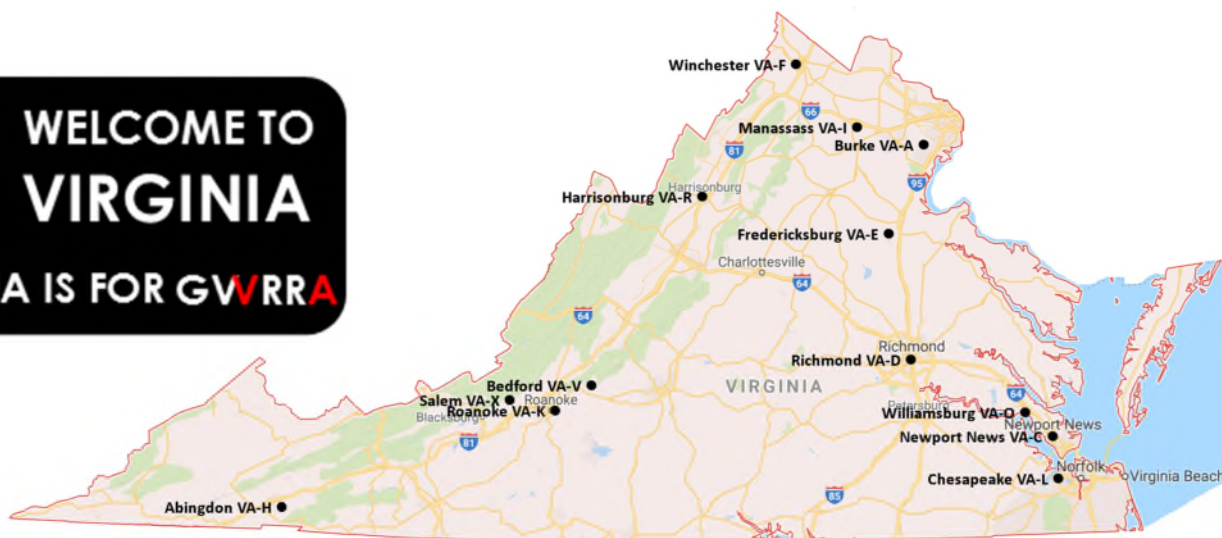 WELCOME TO
VIRGINIA
A IS FOR GWVRRA
Winchester VA-F
66
Manassass VA-I
81
Burke VA-A
95
Harrisonburg
Harrisonburg VA-R
Fredericksburg VA-E
Charlottesville
64
64
Richmond
Richmond VA-D
VIRGINIA
Bedford VA-V
Salem VA-X
Roanoke
Roanoke VA-K
Blacksburg
81
64
Petersburg
Williamsburg VA-O
Newport News
Newport News VA-C
Norfolk
Chesapeake VA-L
Virginia Beach
85
Abingdon VA-H